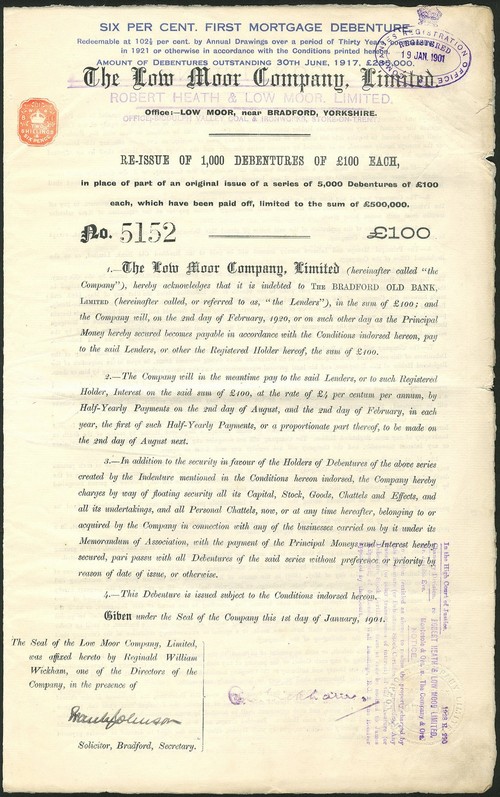 SIX PER CENT. FIRST MORTGAGE DEBENTURE
Redeemable at 102½ per cent. by Annual Drawings over a period of Thirty Years
in 1921 or otherwise in accordance with the Conditions printed hereon.
AMOUNT OF DEBENTURES OUTSTANDING 30TH JUNE, 1917,
REGISTRATION OFFICE
REGISTERED
19 JAN. 1901
The Low Moor Company, Limited.
ROBERT HEATH & LOW MOOR, LIMITED.
Office:—LOW MOOR, near BRADFORD, YORKSHIRE.
RE-ISSUE OF 1,000 DEBENTURES OF £100 EACH,
in place of part of an original issue of a series of 5,000 Debentures of £100
each, which have been paid off, limited to the sum of £500,000.
No. 5152 £100
1.—The Low Moor Company, Limited (hereinafter called "the
Company"), hereby acknowledges that it is indebted to THE BRADFORD OLD BANK,
LIMITED (hereinafter called, or referred to as, "the Lenders"), in the sum of £100; and
the Company will, on the 2nd day of February, 1920, or on such other day as the Principal
Money hereby secured becomes payable in accordance with the Conditions indorsed hereon, pay
to the said Lenders, or other the Registered Holder hereof, the sum of £100.
2.—The Company will in the meantime pay to the said Lenders, or to such Registered
Holder, Interest on the said sum of £100, at the rate of £4 per centum per annum, by
Half-Yearly Payments on the 2nd day of August, and the 2nd day of February, in each
year, the first of such Half-Yearly Payments, or a proportionate part thereof, to be made on
the 2nd day of August next.
3.—In addition to the security in favour of the Holders of Debentures of the above series
created by the Indenture mentioned in the Conditions hereon indorsed, the Company hereby
charges by way of floating security all its Capital, Stock, Goods, Chattels and Effects, and
all its undertakings, and all Personal Chattels, now, or at any time hereafter, belonging to or
acquired by the Company in connection with any of the businesses carried on by it under its
Memorandum of Association, with the payment of the Principal Moneys and Interest hereby
secured, pari passu with all Debentures of the said series without preference or priority by
reason of date of issue, or otherwise.
4.—This Debenture is issued subject to the Conditions indorsed hereon.
Given under the Seal of the Company this 1st day of January, 1901.
The Seal of the Low Moor Company, Limited,
was affixed hereto by Reginald William
Wickham, one of the Directors of the
Company, in the presence of
Solicitor, Bradford, Secretary.
In the High Court of Justice.
ROBERT HEATH & LOW MOOR LIMITED.
NOTICE